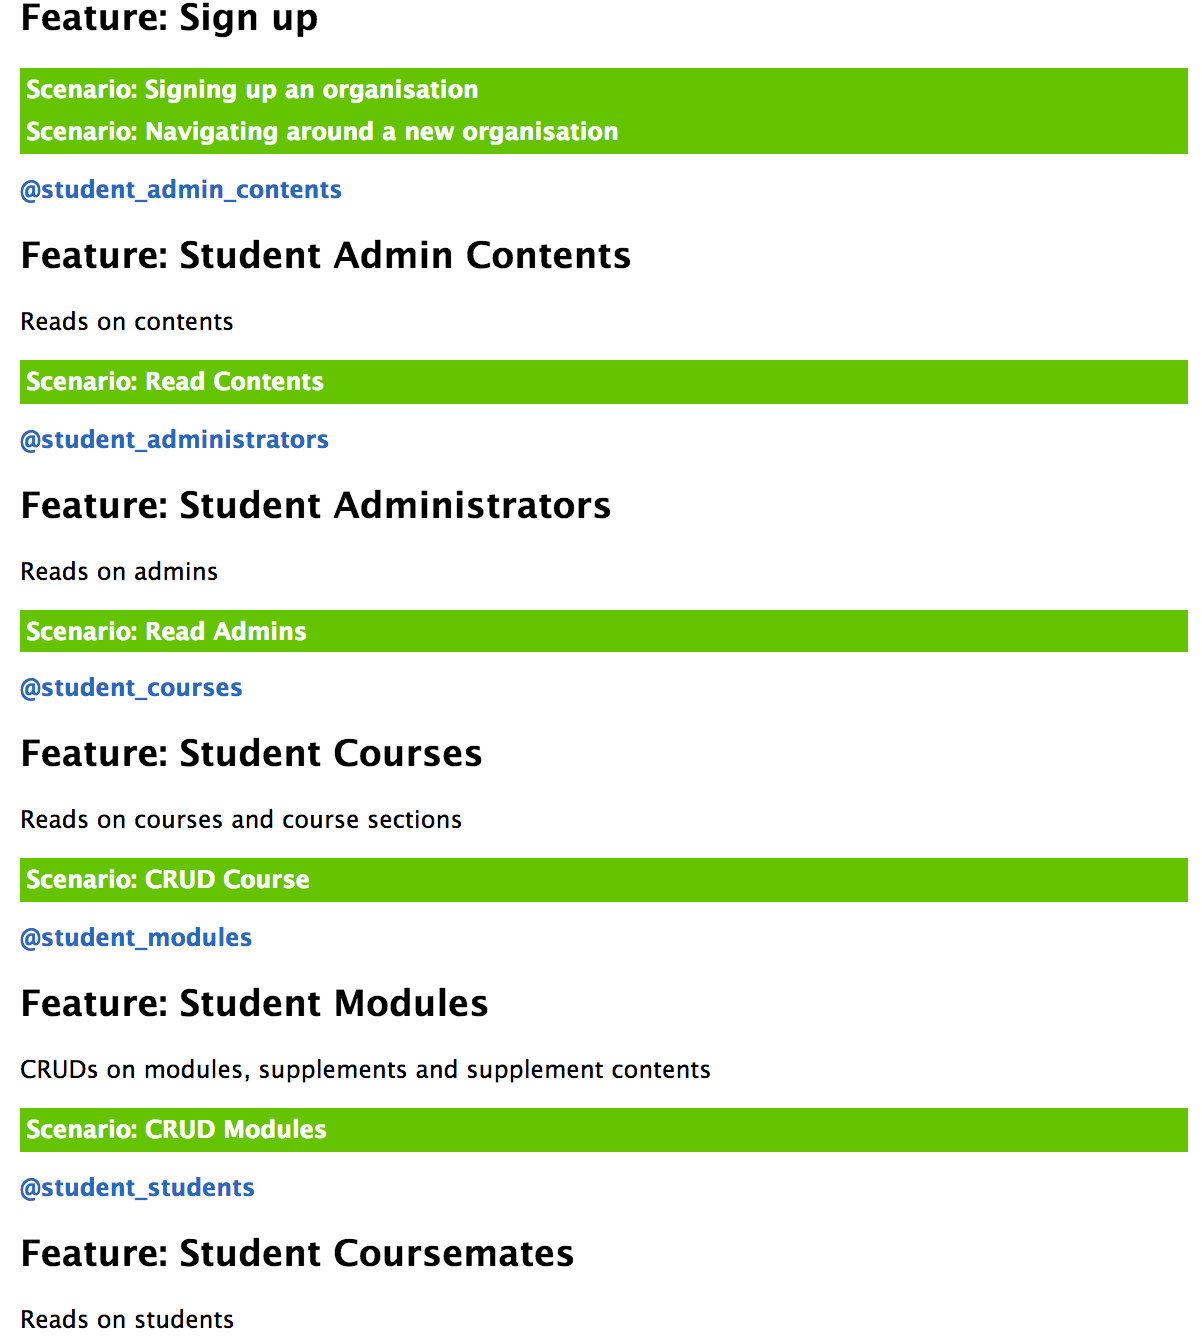 Feature: Sign up
Scenario: Signing up an organisation
Scenario: Navigating around a new organisation
@student_admin_contents
Feature: Student Admin Contents
Reads on contents
Scenario: Read Contents
@student_administrators
Feature: Student Administrators
Reads on admins
Scenario: Read Admins
@student_courses
Feature: Student Courses
Reads on courses and course sections
Scenario: CRUD Course
@student_modules
Feature: Student Modules
CRUDs on modules, supplements and supplement contents
Scenario: CRUD Modules
@student_students
Feature: Student Coursemates
Reads on students